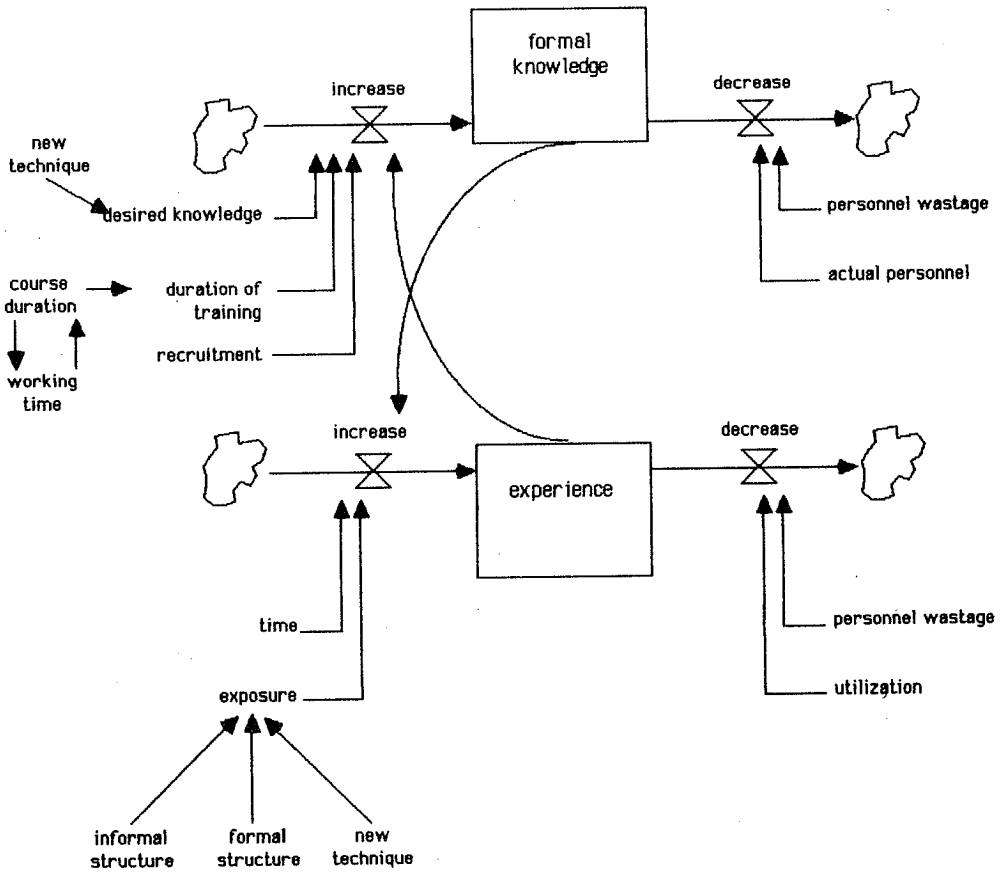 formal
knowledge
increase
decrease
new
technique
desired knowledge
personnel wastage
course
duration
duration of
training
actual personnel
recruitment
working
time
increase
decrease
experience
time
personnel wastage
exposure
utilization
informal
structure
formal
structure
new
technique